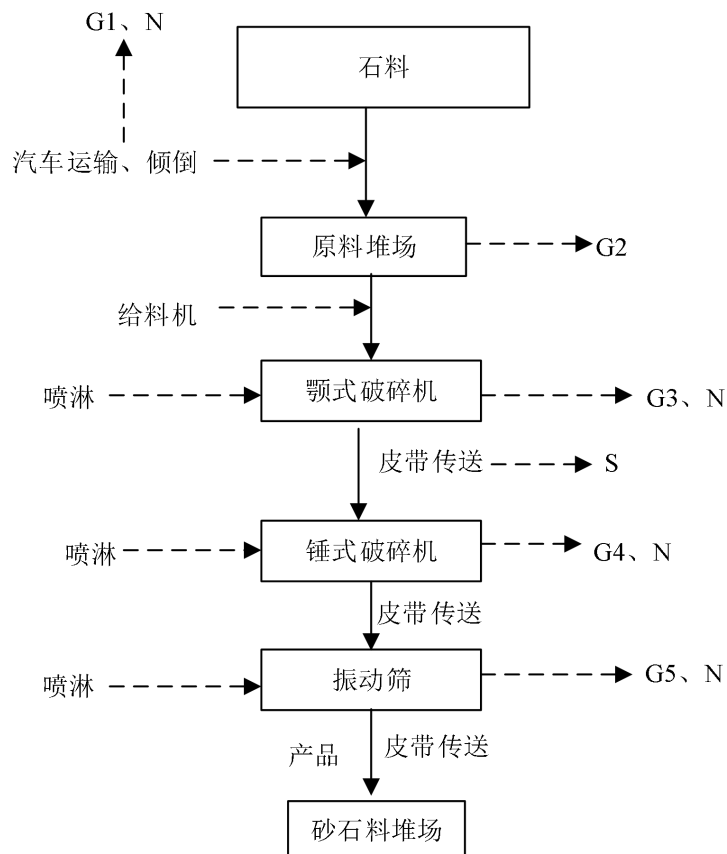 G1、N
石料
汽车运输、倾倒
原料堆场
G2
给料机
喷淋
颚式破碎机
G3、N
皮带传送
S
喷淋
锤式破碎机
G4、N
皮带传送
喷淋
振动筛
G5、N
产品
皮带传送
砂石料堆场